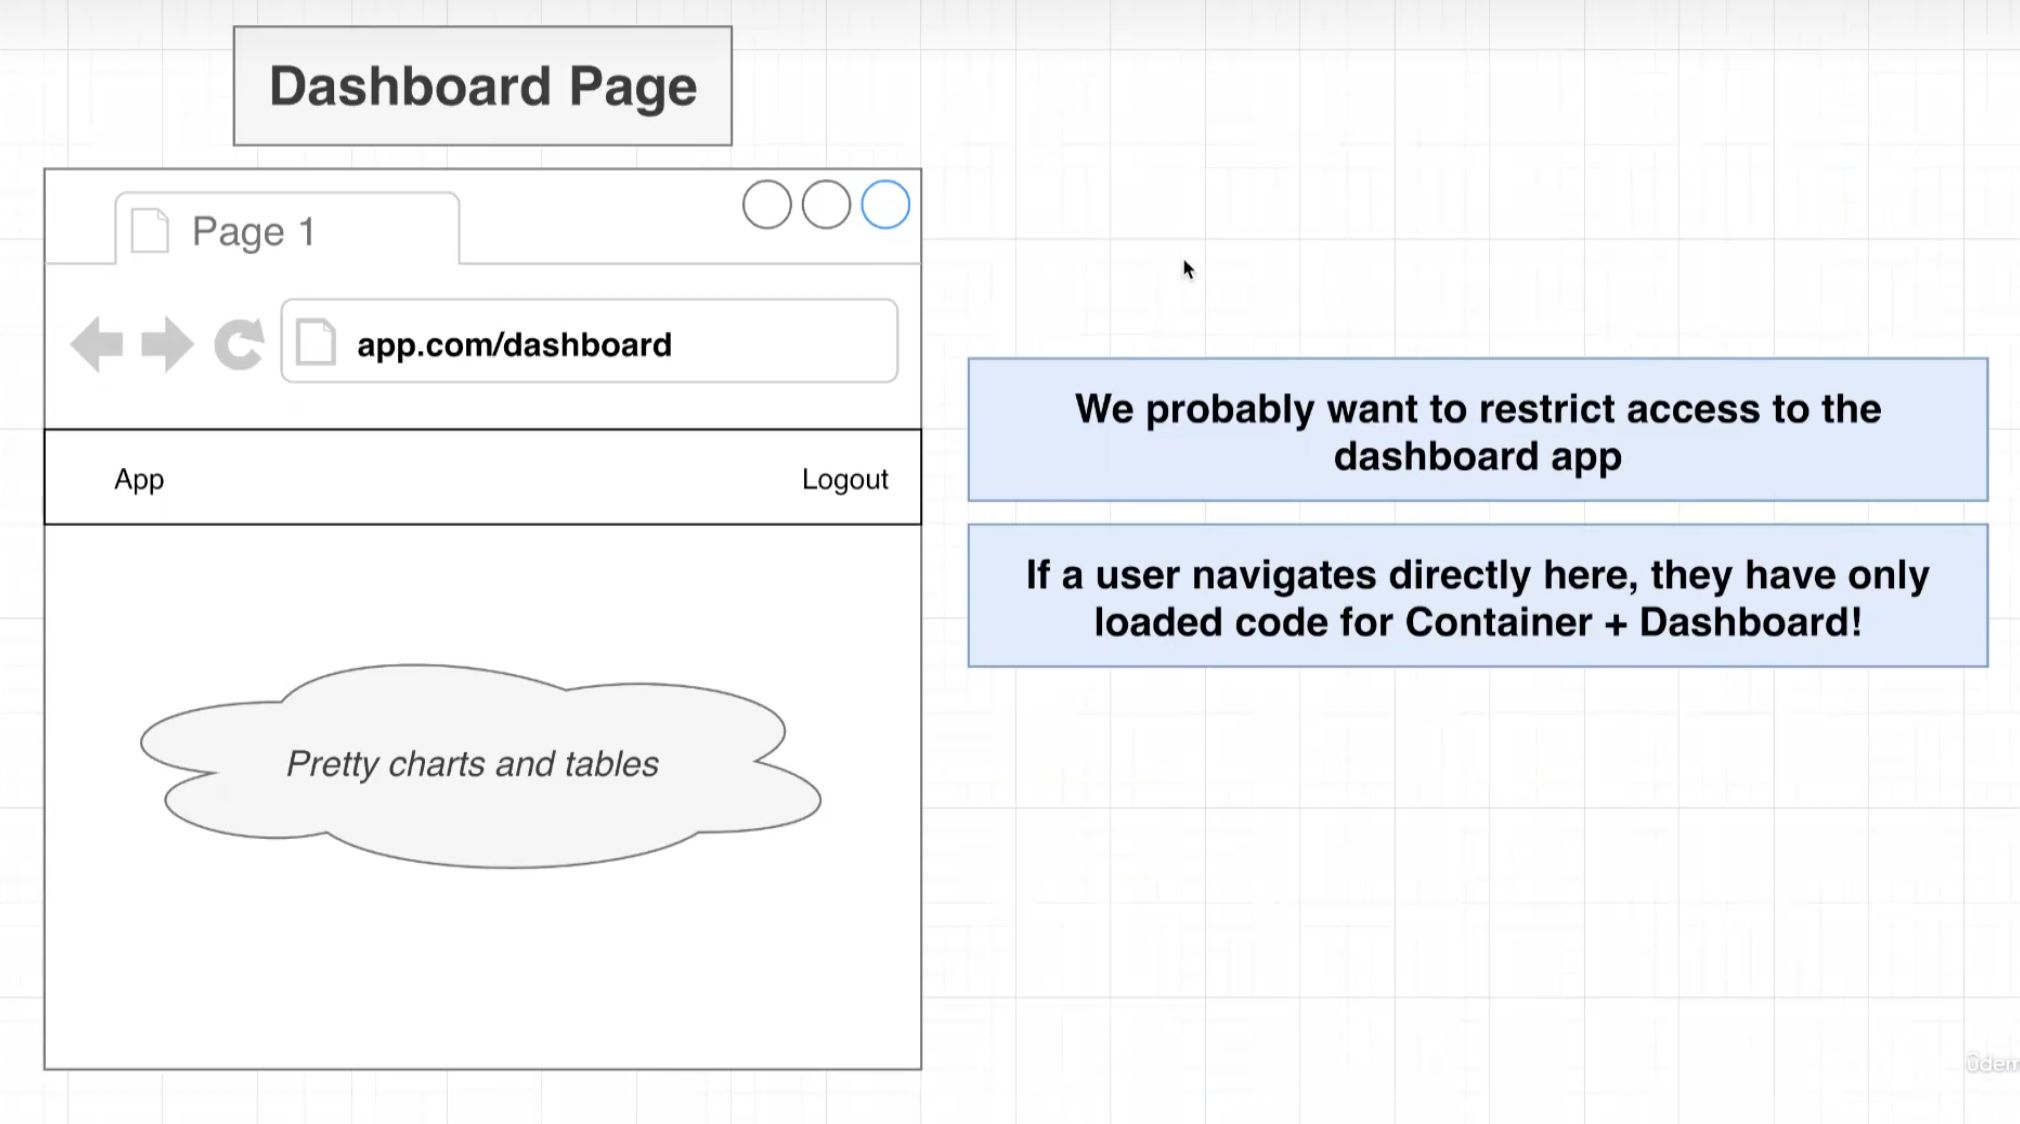 Dashboard Page
Page 1
app.com/dashboard
App
Logout
Pretty charts and tables
We probably want to restrict access to the
dashboard app
If a user navigates directly here, they have only
loaded code for Container + Dashboard!